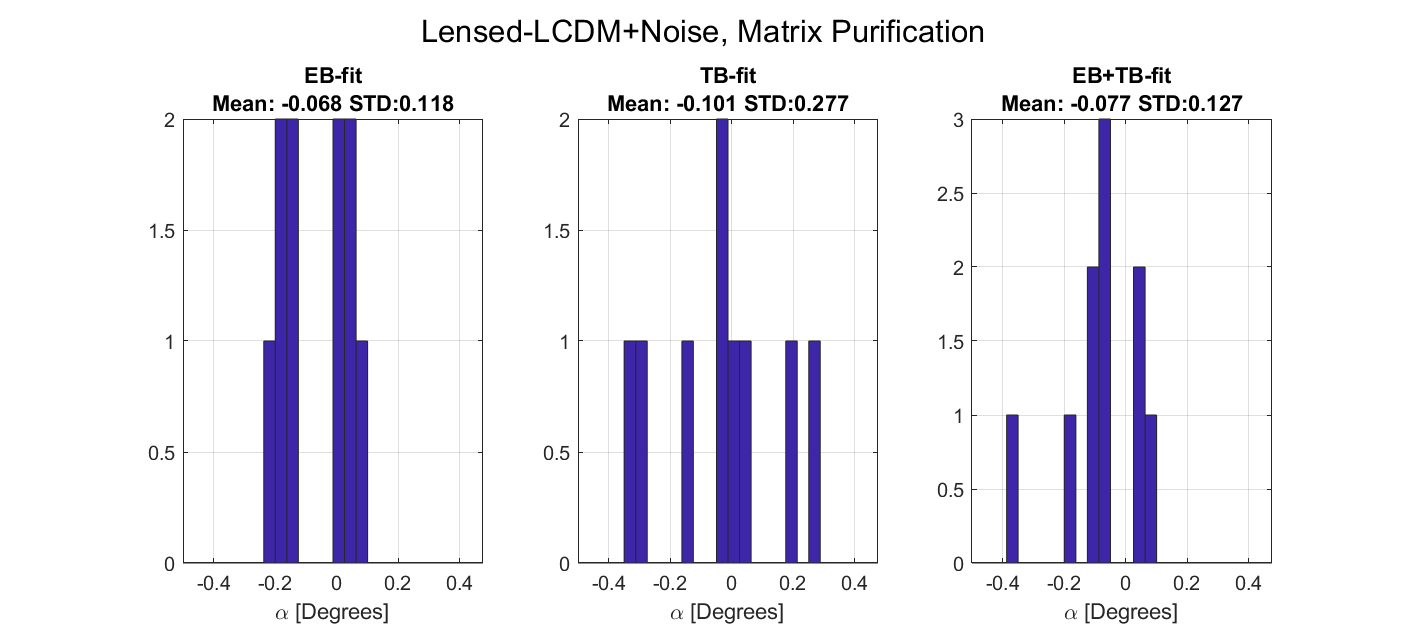 Lensed-LCDM+Noise, Matrix Purification
EB-fit
Mean: -0.068 STD:0.118
2
1.5
1
0.5
0
-0.4 -0.2 0 0.2 0.4
α [Degrees]
TB-fit
Mean: -0.101 STD:0.277
2
1.5
1
0.5
0
-0.4 -0.2 0 0.2 0.4
α [Degrees]
EB+TB-fit
Mean: -0.077 STD:0.127
3
2.5
2
1.5
1
0.5
0
-0.4 -0.2 0 0.2 0.4
α [Degrees]